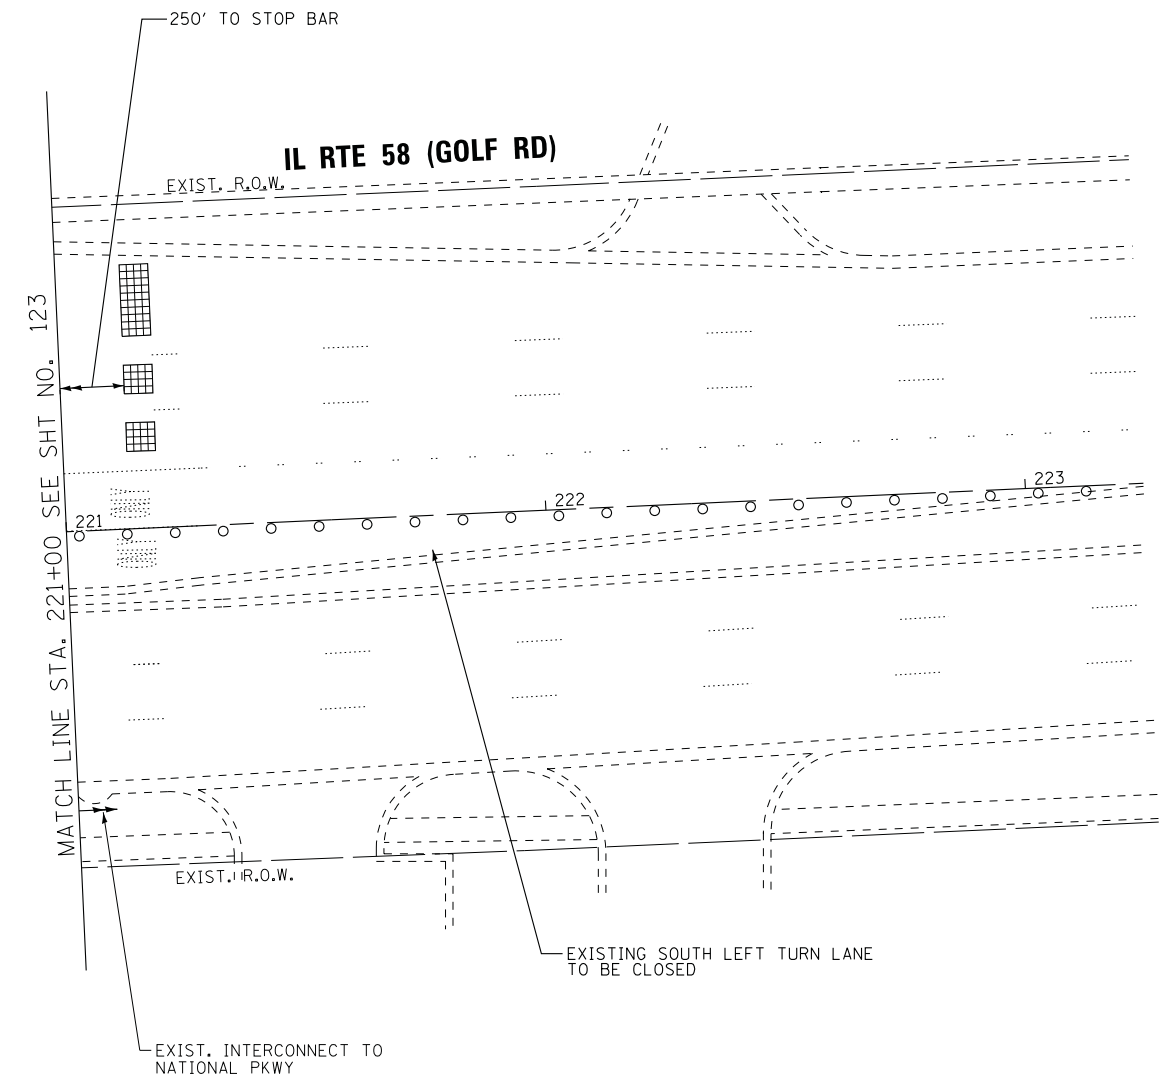 250' TO STOP BAR
IL RTE 58 (GOLF RD)
EXIST. R.O.W.
MATCH LINE STA. 221+00 SEE SHT NO. 123
221
222
223
EXIST. R.O.W.
EXISTING SOUTH LEFT TURN LANE
TO BE CLOSED
EXIST. INTERCONNECT TO
NATIONAL PKWY